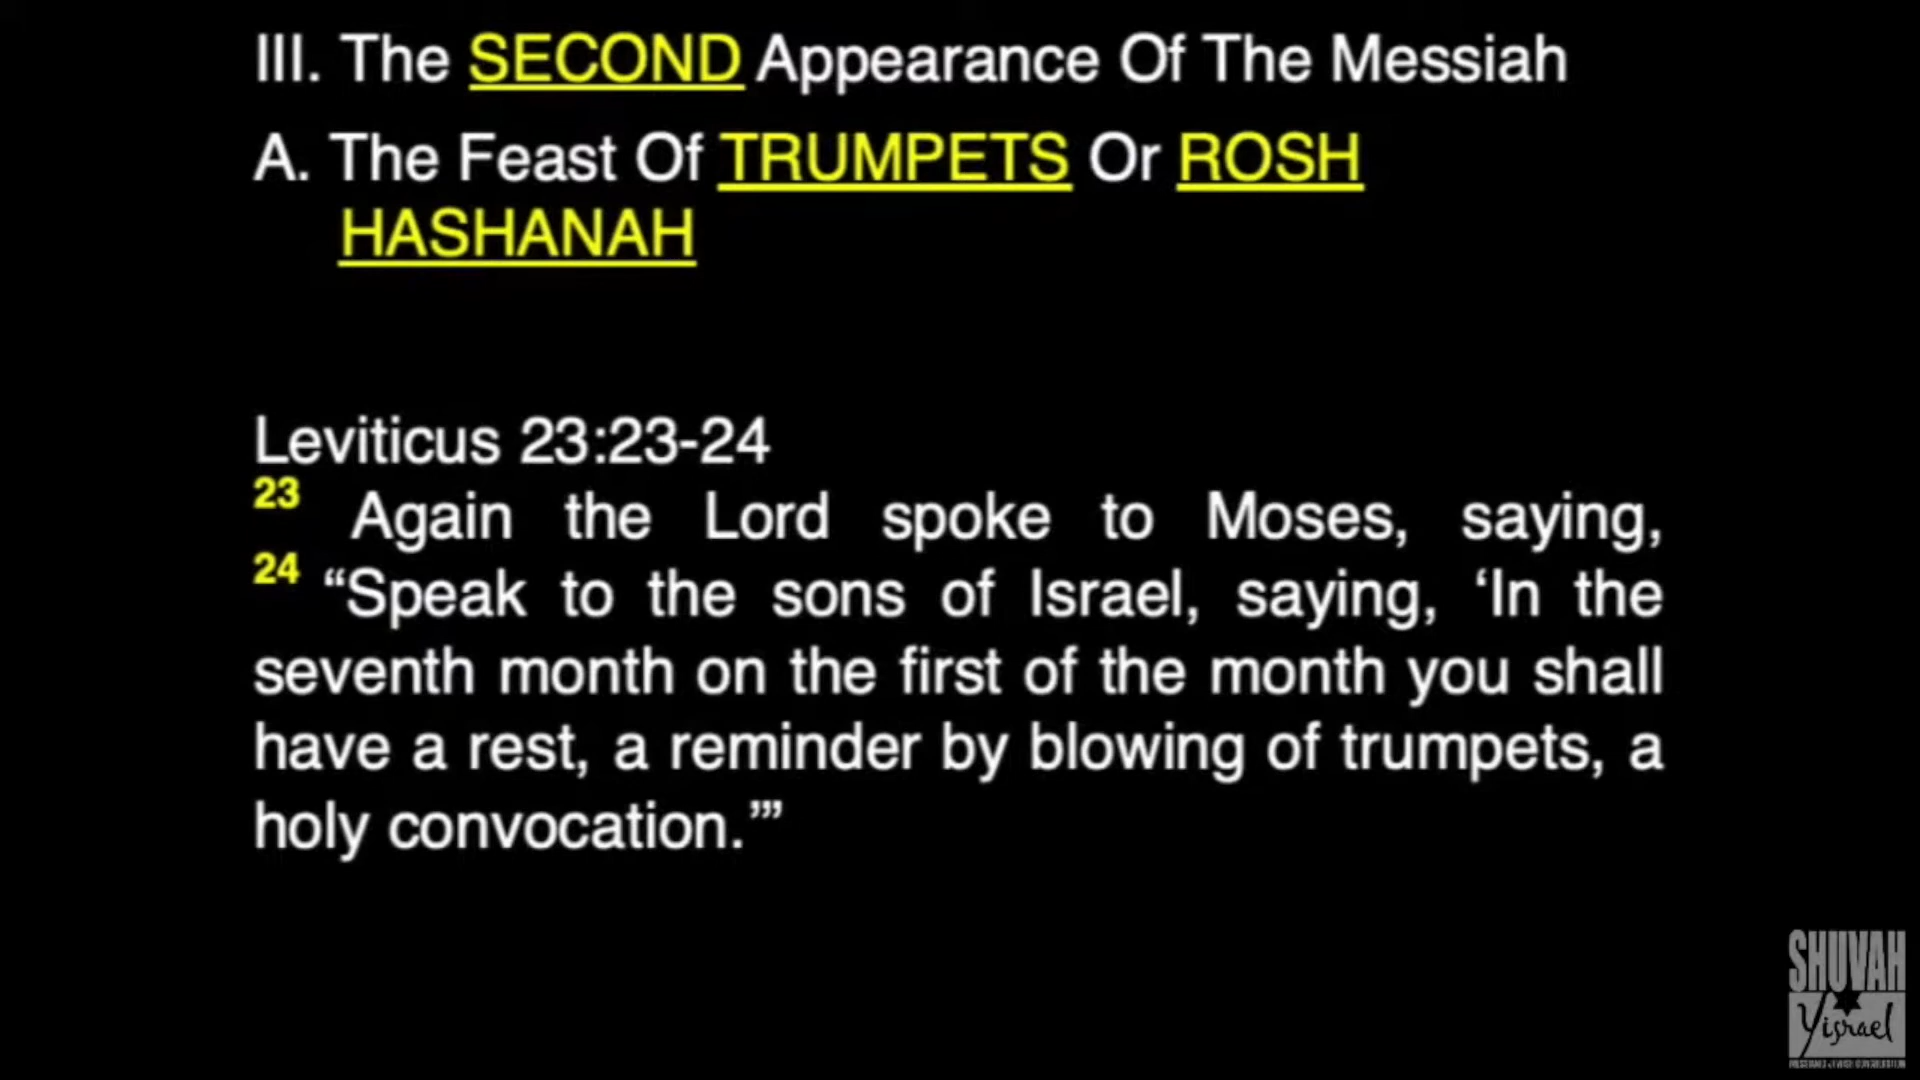 III. The SECOND Appearance Of The Messiah
A. The Feast Of TRUMPETS Or ROSH
HASHANAH
Leviticus 23:23-24
23 Again the Lord spoke to Moses, saying,
24 “Speak to the sons of Israel, saying, ‘In the
seventh month on the first of the month you shall
have a rest, a reminder by blowing of trumpets, a
holy convocation.’”
SHUVAH
Yisrael